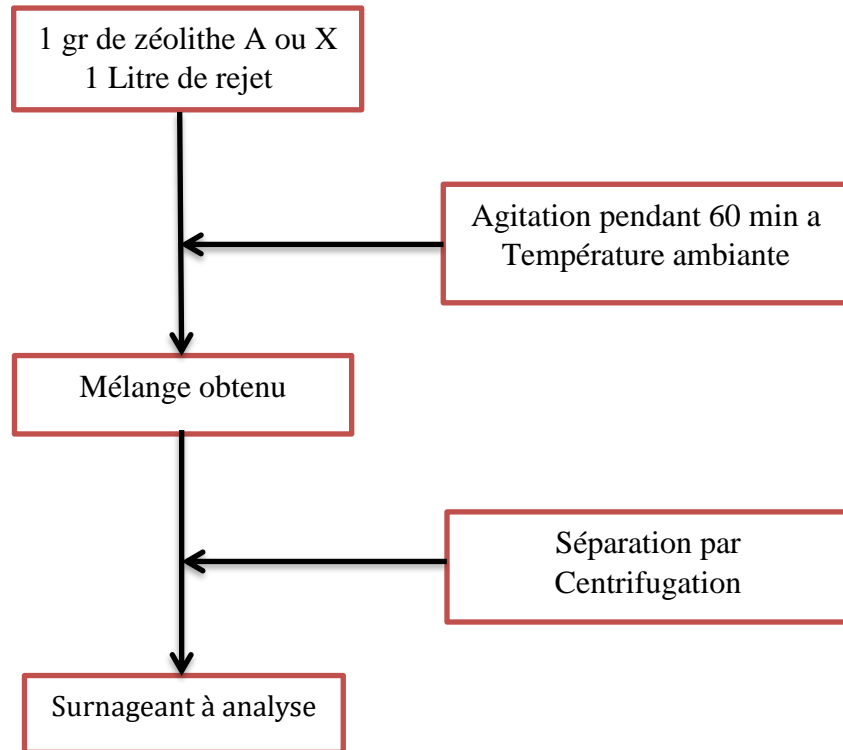 1 gr de zéolithe A ou X
1 Litre de rejet
Agitation pendant 60 min a
Température ambiante
Mélange obtenu
Séparation par
Centrifugation
Surnageant à analyse